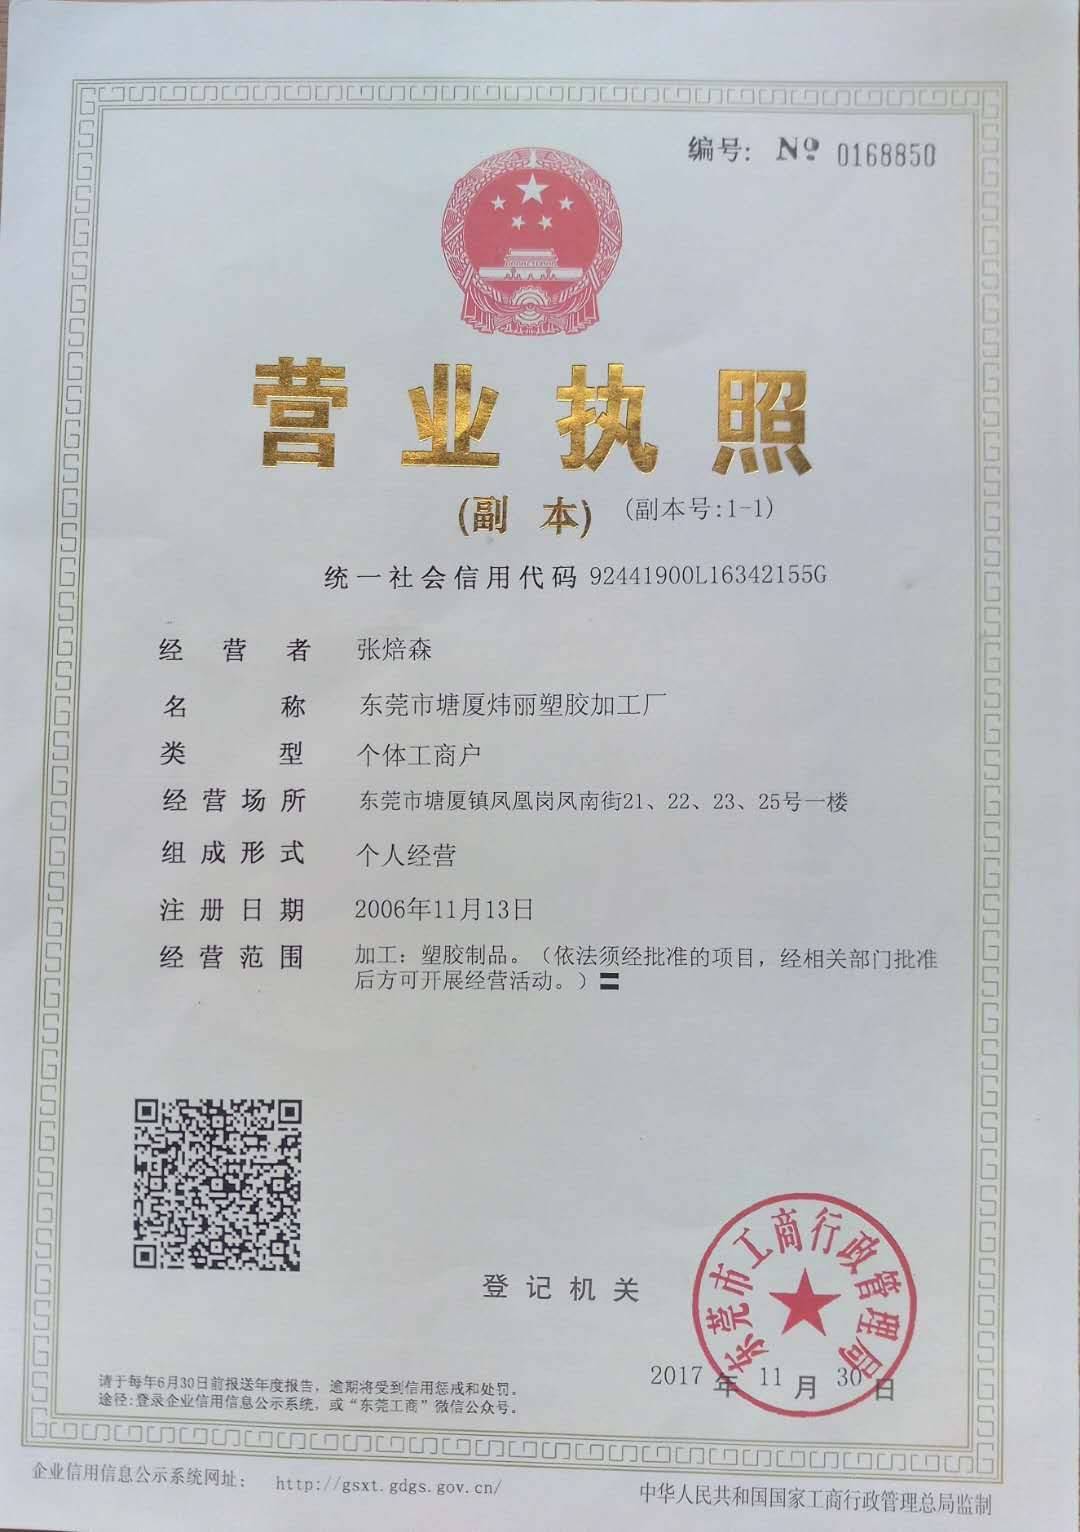 编号: Nº 0168850
营业执照
(副 本) (副本号:1-1)
统一社会信用代码 92441900L16342155G
经营者 张焙森
名称 东莞市塘厦炜丽塑胶加工厂
类型 个体工商户
经营场所 东莞市塘厦镇凤凰岗凤南街21、22、23、25号一楼
组成形式 个人经营
注册日期 2006年11月13日
经营范围 加工：塑胶制品。（依法须经批准的项目，经相关部门批准
后方可开展经营活动。）〓
东莞市工商行政管理局
登记机关
2017 年 11 月 30 日
请于每年6月30日前报送年度报告，逾期将受到信用惩戒和处罚。
途径:登录企业信用信息公示系统，或“东莞工商”微信公众号。
企业信用信息公示系统网址： http://gsxt.gdgs.gov.cn/
中华人民共和国国家工商行政管理总局监制